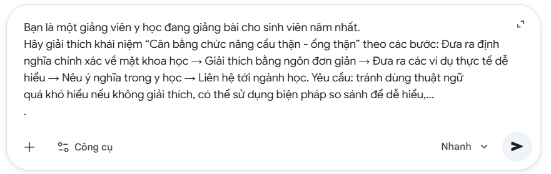 Bạn là một giảng viên y học đang giảng bài cho sinh viên năm nhất.
Hãy giải thích khái niệm “Cân bằng chức năng cầu thận - ống thận” theo các bước: Đưa ra định
nghĩa chính xác về mặt khoa học → Giải thích bằng ngôn đơn giản → Đưa ra các ví dụ thực tế dễ
hiểu → Nêu ý nghĩa trong y học → Liên hệ tới ngành học. Yêu cầu: tránh dùng thuật ngữ
quá khó hiểu nếu không giải thích, có thể sử dụng biện pháp so sánh để dễ hiểu,...
.
+ Công cụ Nhanh